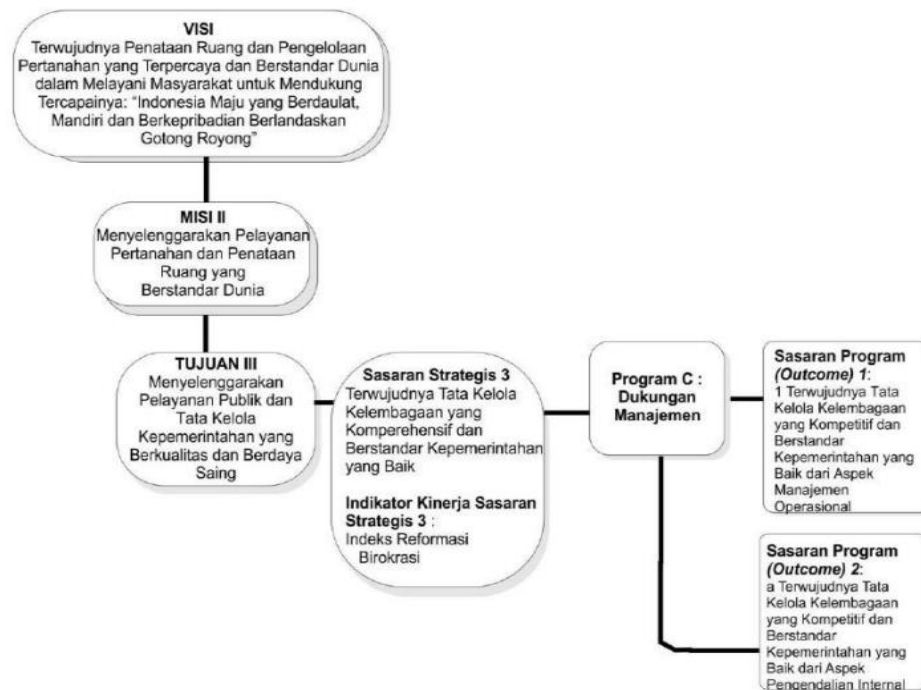 VISI
Terwujudnya Penataan Ruang dan Pengelolaan
Pertanahan yang Terpercaya dan Berstandar Dunia
dalam Melayani Masyarakat untuk Mendukung
Tercapainya: “Indonesia Maju yang Berdaulat,
Mandiri dan Berkepribadian Berlandaskan
Gotong Royong”
MISI II
Menyelenggarakan Pelayanan
Pertanahan dan Penataan
Ruang yang
Berstandar Dunia
TUJUAN III
Menyelenggarakan
Pelayanan Publik dan
Tata Kelola
Kepemerintahan yang
Berkualitas dan Berdaya
Saing
Sasaran Strategis 3
Terwujudnya Tata Kelola
Kelembagaan yang
Komperehensif dan
Berstandar Kepemerintahan
yang Baik
Indikator Kinerja Sasaran
Strategis 3 :
Indeks Reformasi
Birokrasi
Program C :
Dukungan
Manajemen
Sasaran Program
(Outcome) 1:
1 Terwujudnya Tata
Kelola Kelembagaan
yang Kompetitif dan
Berstandar
Kepemerintahan yang
Baik dari Aspek
Manajemen
Operasional
Sasaran Program
(Outcome) 2:
a Terwujudnya Tata
Kelola Kelembagaan
yang Kompetitif dan
Berstandar
Kepemerintahan yang
Baik dari Aspek
Pengendalian Internal